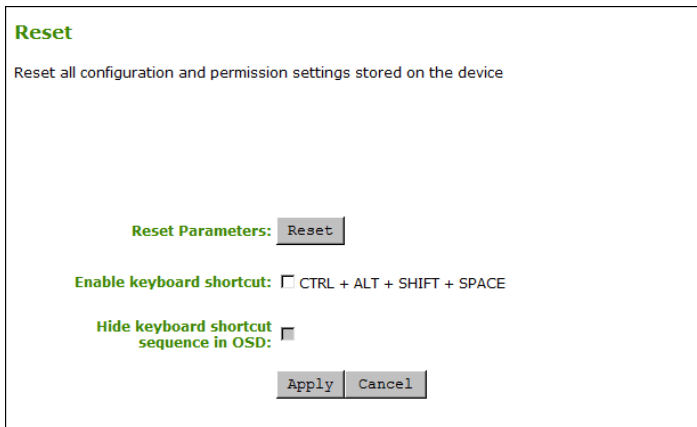 Reset
Reset all configuration and permission settings stored on the device
Reset Parameters: Reset
Enable keyboard shortcut: CTRL + ALT + SHIFT + SPACE
Hide keyboard shortcut
sequence in OSD:
Apply Cancel